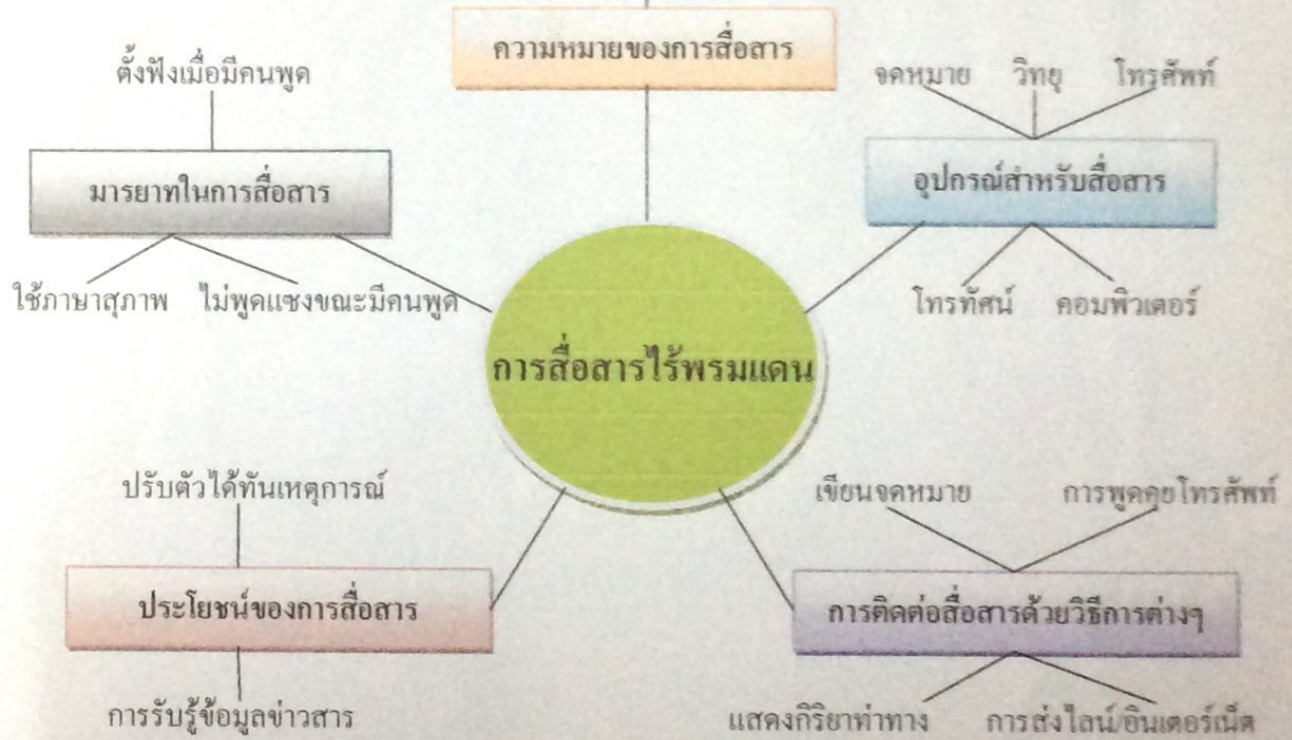 ความหมายของการสื่อสาร
ตั้งฟังเมื่อมีคนพูด
จดหมาย วิทยุ โทรศัพท์
มารยาทในการสื่อสาร
อุปกรณ์สำหรับสื่อสาร
ใช้ภาษาสุภาพ ไม่พูดแซงขณะมีคนพูด
โทรทัศน์ คอมพิวเตอร์
การสื่อสารไร้พรมแดน
ปรับตัวได้ทันเหตุการณ์
เขียนจดหมาย การพูดคุยโทรศัพท์
ประโยชน์ของการสื่อสาร
การติดต่อสื่อสารด้วยวิธีการต่างๆ
การรับรู้ข้อมูลข่าวสาร
แสดงกิริยาท่าทาง การส่งไลน์/อินเตอร์เน็ต